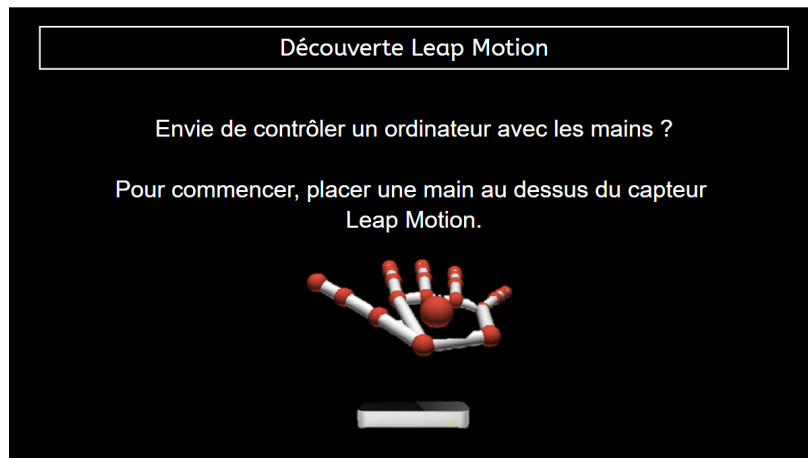 Découverte Leap Motion
Envie de contrôler un ordinateur avec les mains ?
Pour commencer, placer une main au dessus du capteur
Leap Motion.